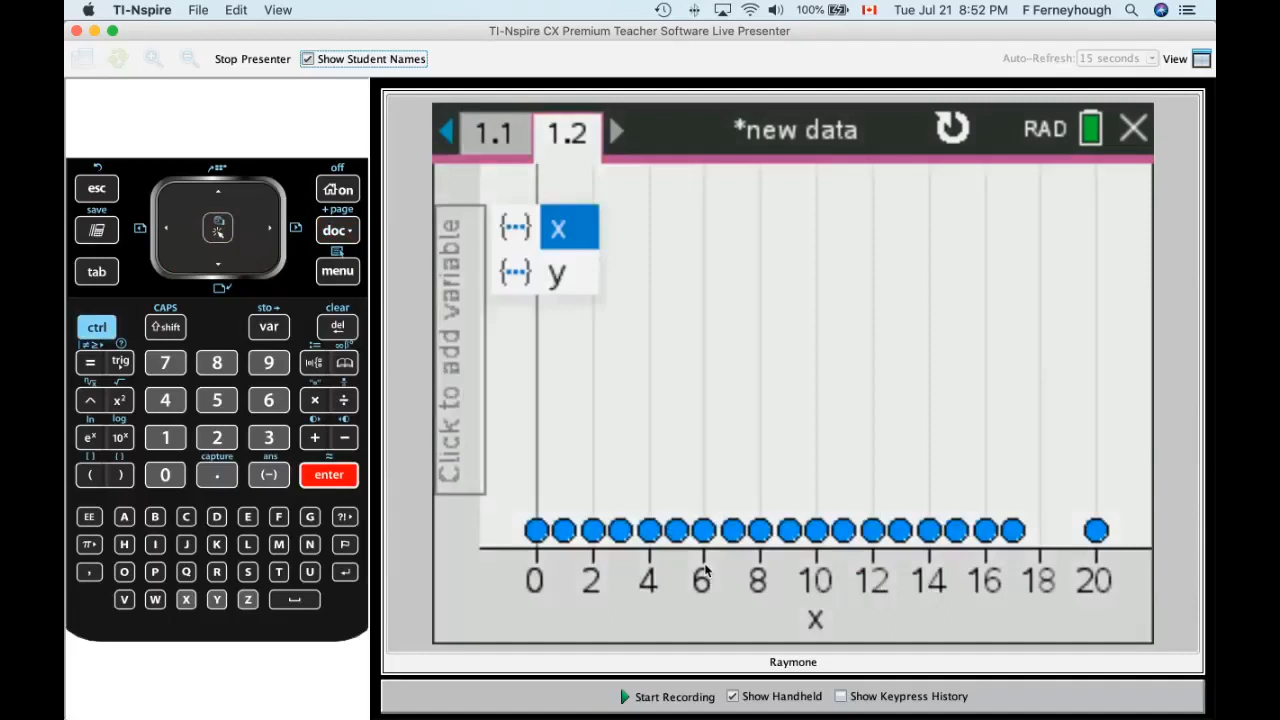 TI-Nspire File Edit View 100% Tue Jul 21 8:52 PM F Ferneyhough
TI-Nspire CX Premium Teacher Software Live Presenter
Stop Presenter Show Student Names Auto-Refresh: 15 seconds View
1.1 1.2 *new data RAD
Click to add variable
x
y
0 2 4 6 8 10 12 14 16 18 20
x
Raymone
Start Recording Show Handheld Show Keypress History
off
esc on
save + page
doc
tab menu
CAPS sto→ clear
ctrl shift var del
= trig 7 8 9
^ x² 4 5 6 × ÷
ln log
eˣ 10ˣ 1 2 3 + −
[ ] { } capture ans ≈
( ) 0 . (−) enter
EE A B C D E F G ?!
π H I J K L M N
, O P Q R S T U
V W X Y Z